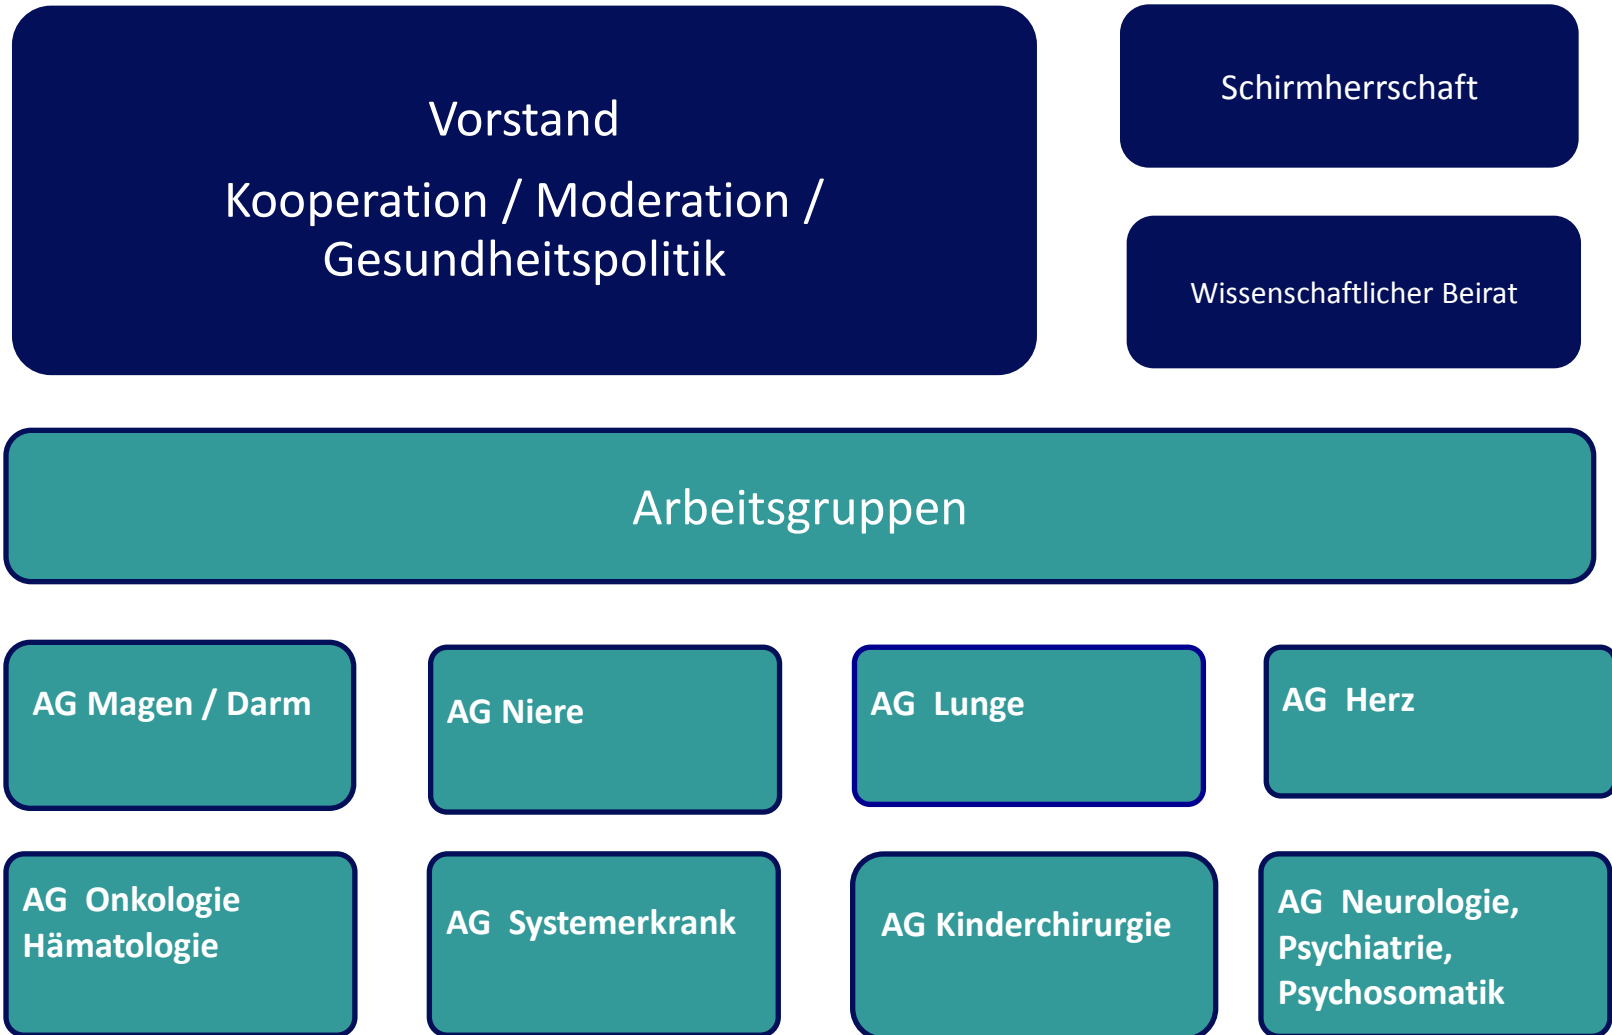 Vorstand
Kooperation / Moderation /
Gesundheitspolitik
Schirmherrschaft
Wissenschaftlicher Beirat
Arbeitsgruppen
AG Magen / Darm
AG Niere
AG  Lunge
AG  Herz
AG  Onkologie
Hämatologie
AG  Systemerkrank
AG Kinderchirurgie
AG  Neurologie,
Psychiatrie,
Psychosomatik